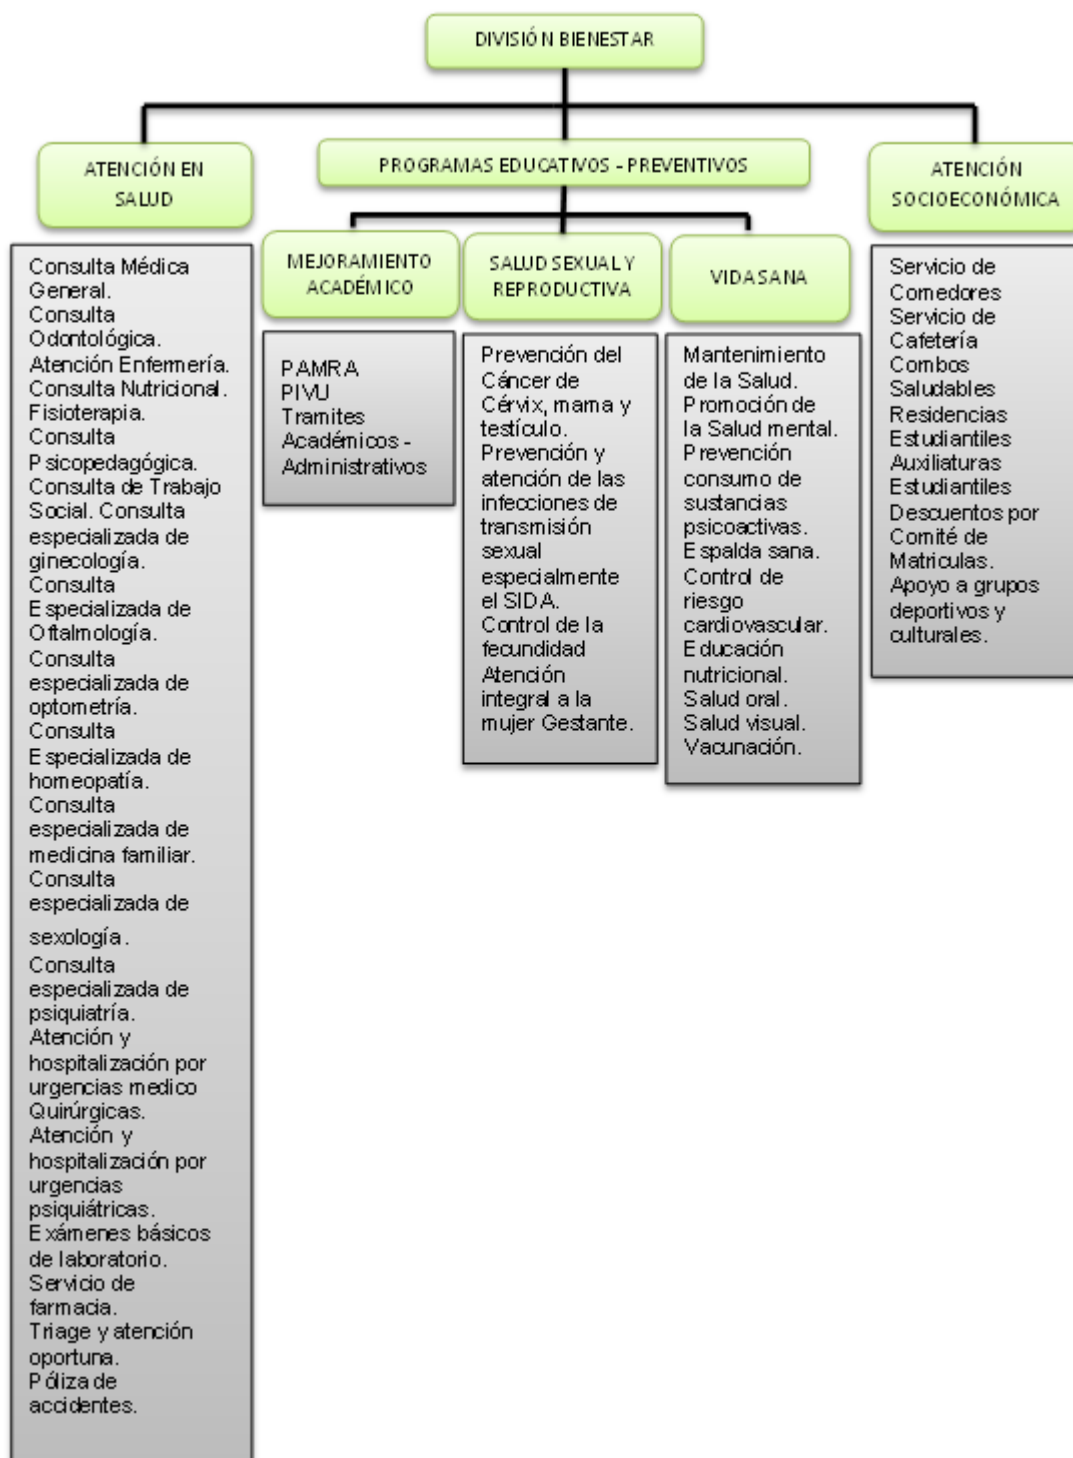 DIVISIÓN BIENESTAR
ATENCIÓN EN
SALUD
Consulta Médica
General.
Consulta
Odontológica.
Atención Enfermería.
Consulta Nutricional.
Fisioterapia.
Consulta
Psicopedagógica.
Consulta de Trabajo
Social. Consulta
especializada de
ginecología.
Consulta
Especializada de
Oftalmología.
Consulta
especializada de
optometría.
Consulta
Especializada de
homeopatía.
Consulta
especializada de
medicina familiar.
Consulta
especializada de
sexología.
Consulta
especializada de
psiquiatría.
Atención y
hospitalización por
urgencias medico
Quirúrgicas.
Atención y
hospitalización por
urgencias
psiquiátricas.
Exámenes básicos
de laboratorio.
Servicio de
farmacia.
Triage y atención
oportuna.
Póliza de
accidentes.
PROGRAMAS EDUCATIVOS - PREVENTIVOS
MEJORAMIENTO
ACADÉMICO
PAMRA
PIVU
Tramites
Académicos -
Administrativos
SALUD SEXUAL Y
REPRODUCTIVA
Prevención del
Cáncer de
Cérvix, mama y
testículo.
Prevención y
atención de las
infecciones de
transmisión
sexual
especialmente
el SIDA.
Control de la
fecundidad
Atención
integral a la
mujer Gestante.
VIDA SANA
Mantenimiento
de la Salud.
Promoción de
la Salud mental.
Prevención
consumo de
sustancias
psicoactivas.
Espalda sana.
Control de
riesgo
cardiovascular.
Educación
nutricional.
Salud oral.
Salud visual.
Vacunación.
ATENCIÓN
SOCIOECONÓMICA
Servicio de
Comedores
Servicio de
Cafetería
Combos
Saludables
Residencias
Estudiantiles
Auxiliaturas
Estudiantiles
Descuentos por
Comité de
Matriculas.
Apoyo a grupos
deportivos y
culturales.